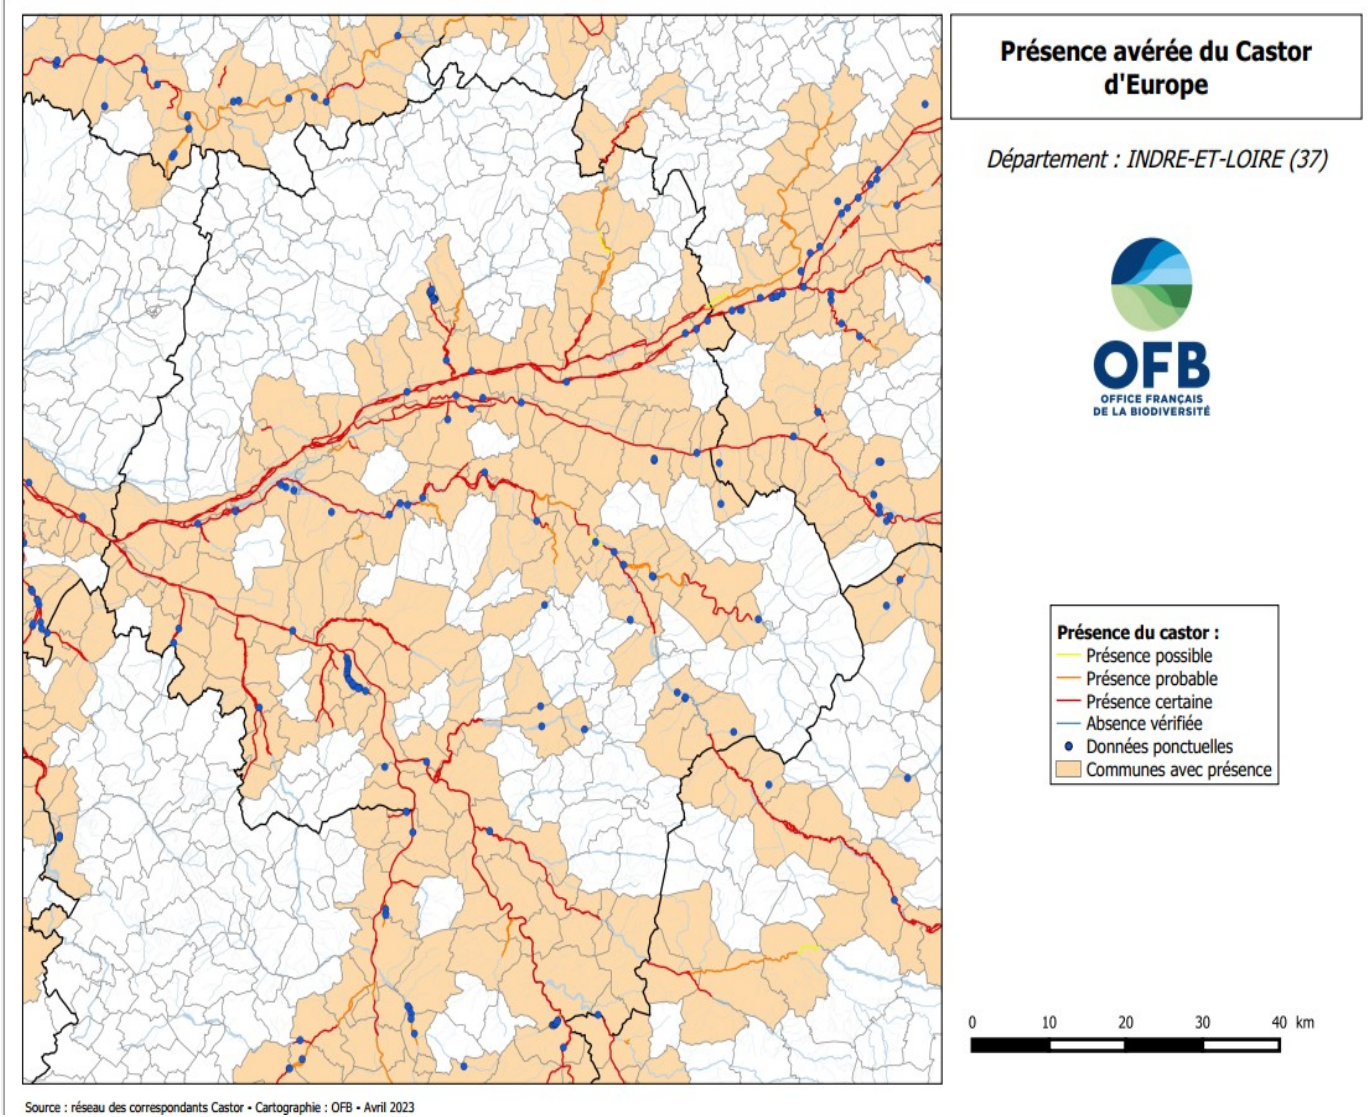 Présence avérée du Castor
d'Europe
Département : INDRE-ET-LOIRE (37)
OFB
OFFICE FRANÇAIS
DE LA BIODIVERSITÉ
Présence du castor :
Présence possible
Présence probable
Présence certaine
Absence vérifiée
Données ponctuelles
Communes avec présence
0 10 20 30 40 km
Source : réseau des correspondants Castor - Cartographie : OFB - Avril 2023